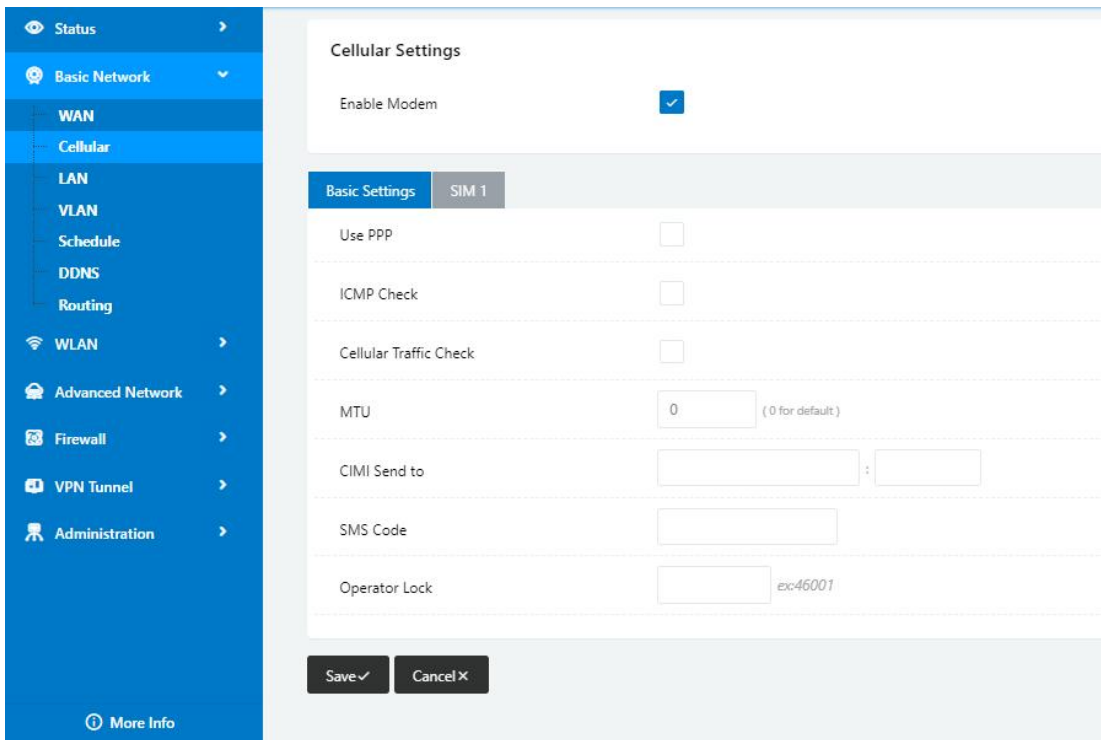 Status
Basic Network
WAN
Cellular
LAN
VLAN
Schedule
DDNS
Routing
WLAN
Advanced Network
Firewall
VPN Tunnel
Administration
More Info
Cellular Settings
Enable Modem
Basic Settings SIM 1
Use PPP
ICMP Check
Cellular Traffic Check
MTU 0 ( 0 for default )
CIMI Send to :
SMS Code
Operator Lock ex:46001
Save Cancel